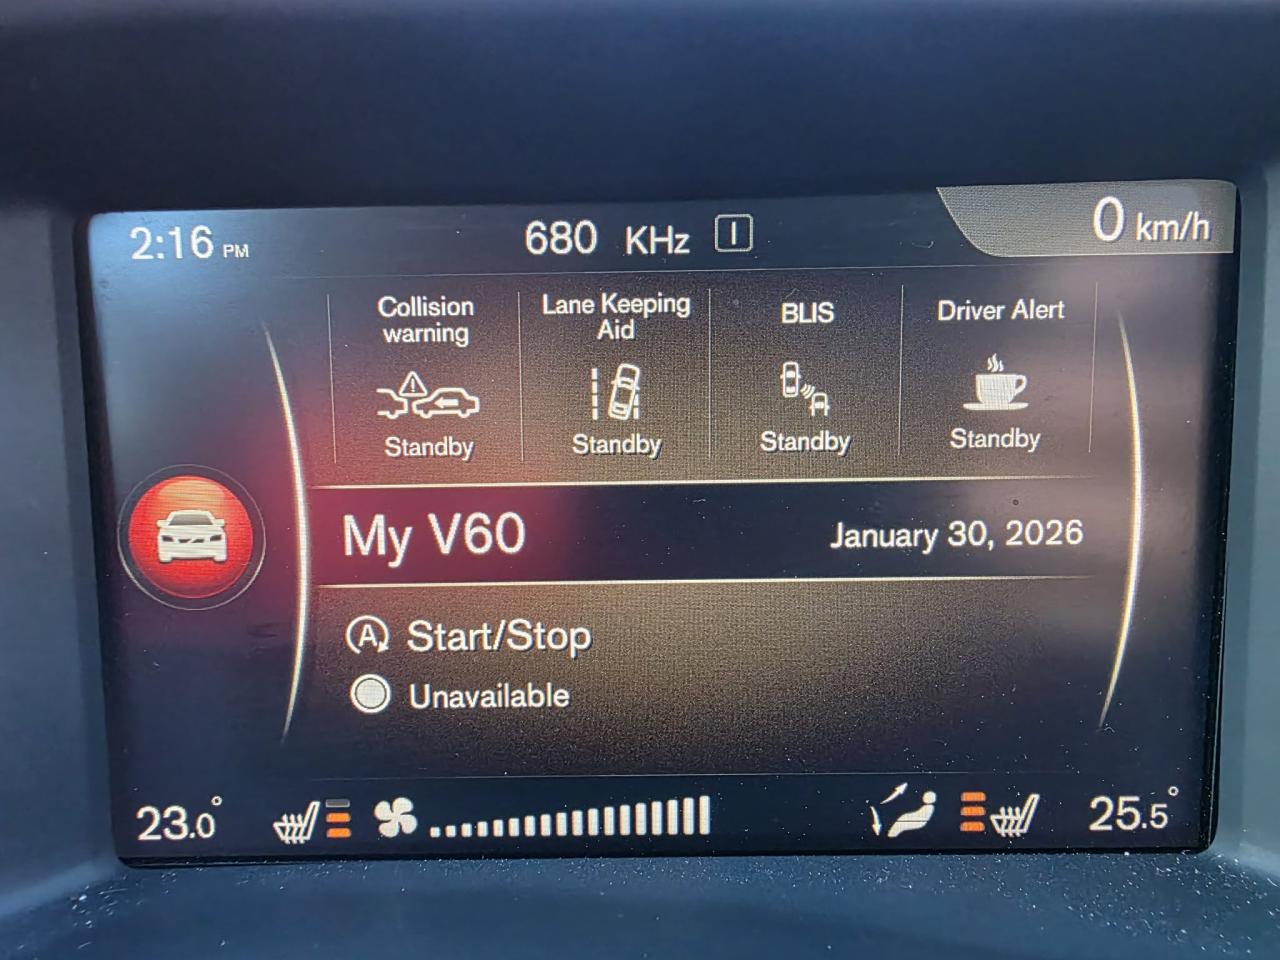 2:16 PM
680 KHz I
0 km/h
Collision
warning
Standby
Lane Keeping
Aid
Standby
BLIS
Standby
Driver Alert
Standby
My V60
January 30, 2026
A Start/Stop
Unavailable
23.0°
25.5°